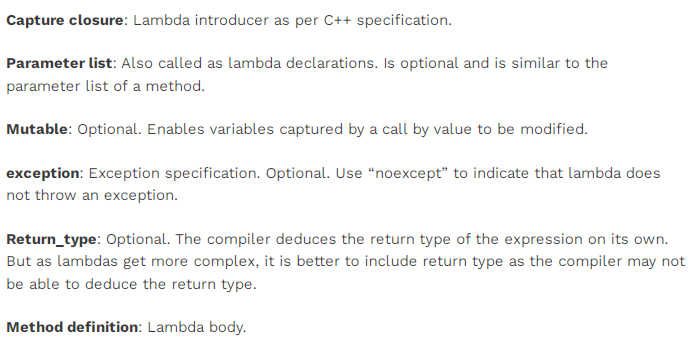 Capture closure: Lambda introducer as per C++ specification.
Parameter list: Also called as lambda declarations. Is optional and is similar to the
parameter list of a method.
Mutable: Optional. Enables variables captured by a call by value to be modified.
exception: Exception specification. Optional. Use “noexcept” to indicate that lambda does
not throw an exception.
Return_type: Optional. The compiler deduces the return type of the expression on its own.
But as lambdas get more complex, it is better to include return type as the compiler may not
be able to deduce the return type.
Method definition: Lambda body.